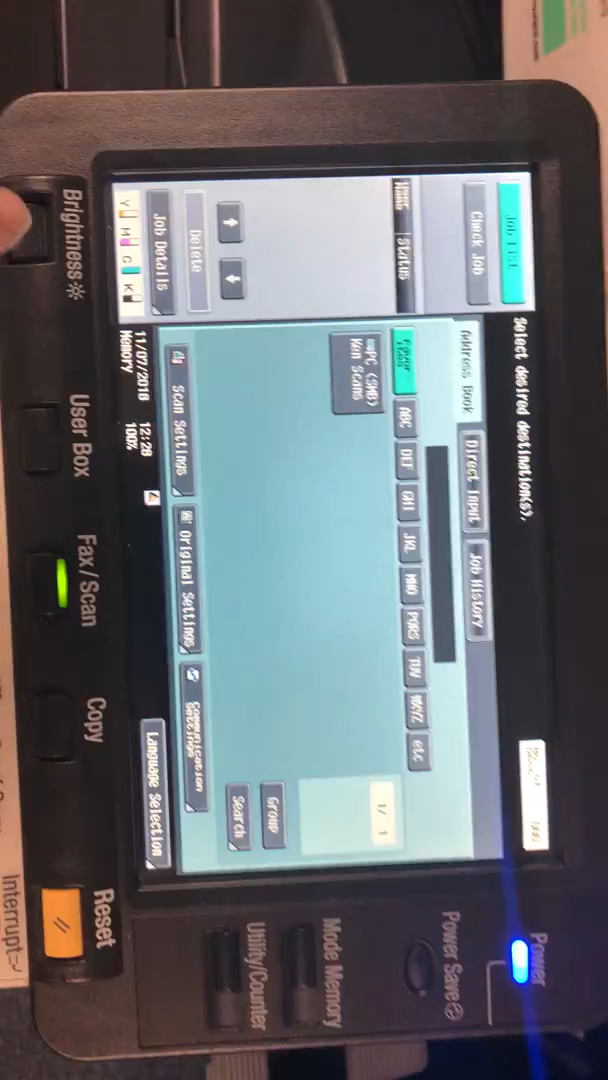 Power
Power Save
Mode Memory
Utility/Counter
Select desired destination(s).
Job List
Check Job
Name Status
Delete
Job Details
Y M C K
Address Book Direct Input Job History
ABC DEF GHI JKL MNO PQRS TUV WXYZ etc
PC (SMB)
Ken Scans
1/ 1
Group
Search
Scan Settings Original Settings Communication Settings
11/07/2018 12:28
Memory 100%
Language Selection
Brightness User Box Fax/Scan Copy Reset
Interrupt